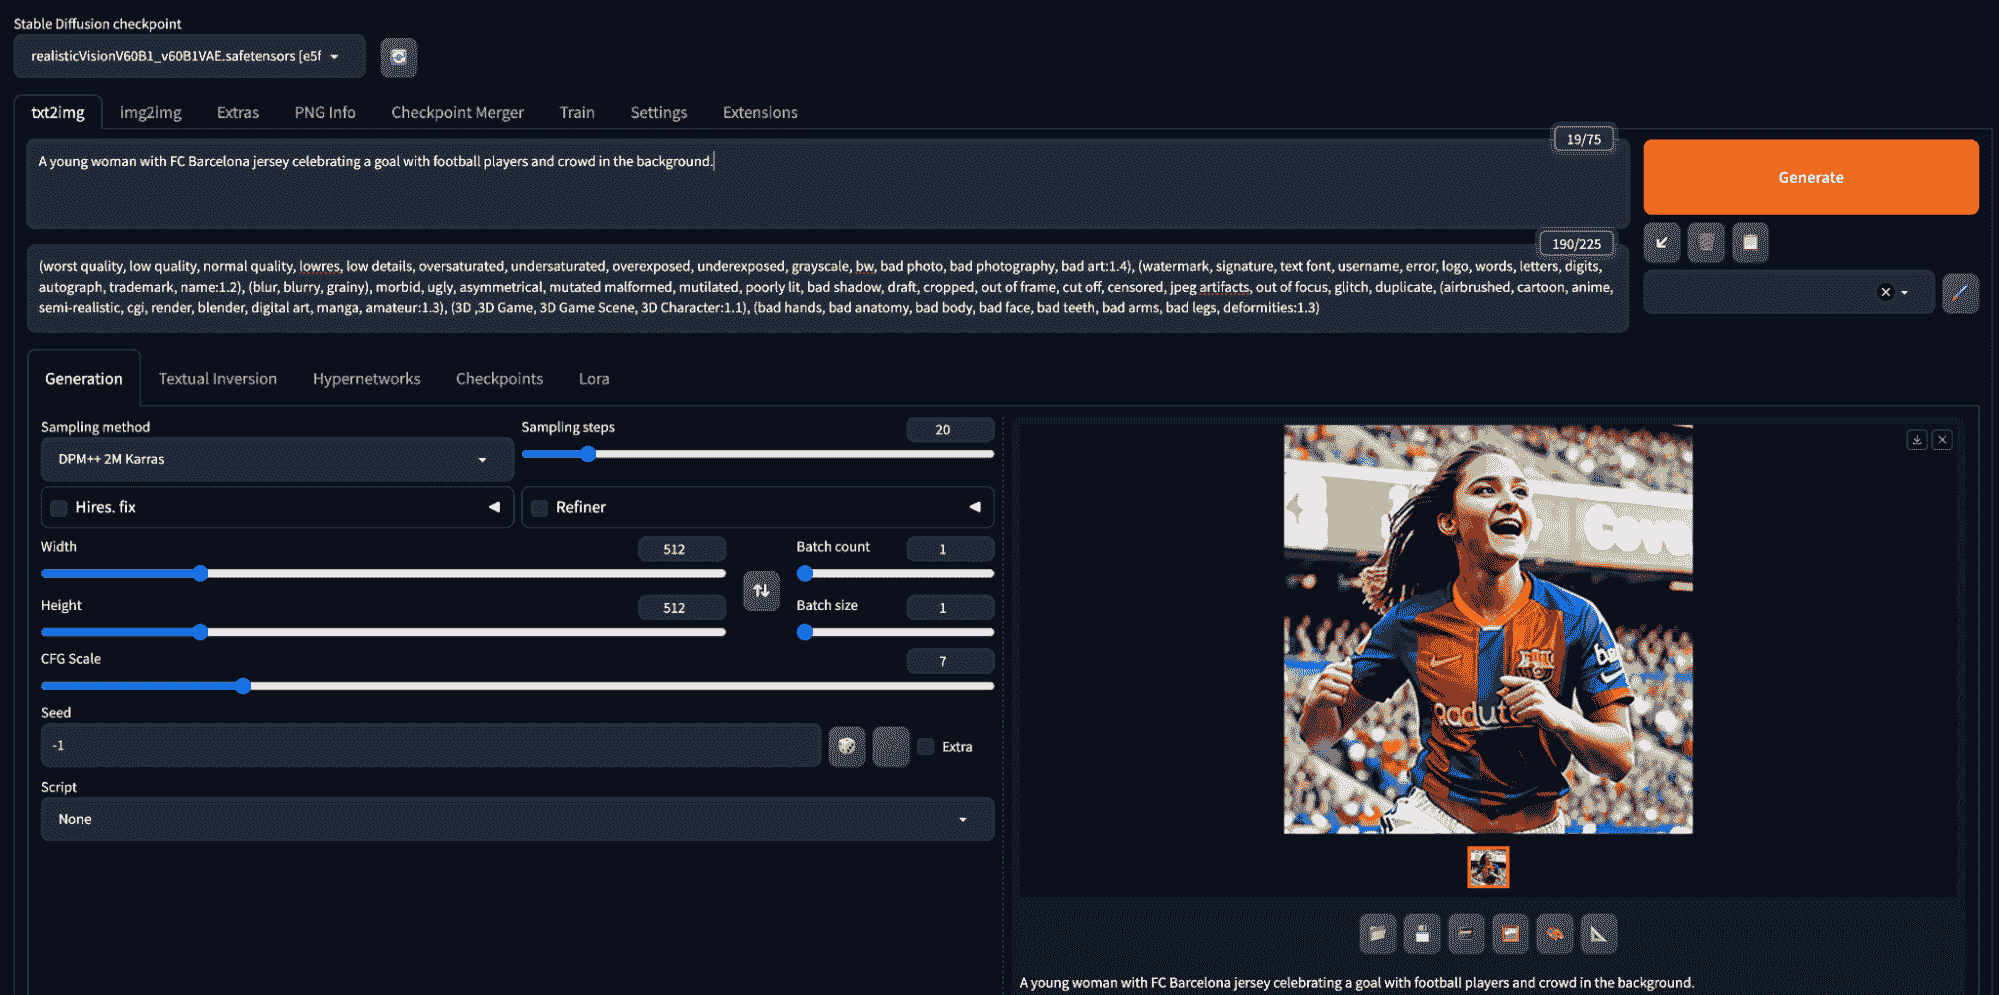 Stable Diffusion checkpoint
realisticVisionV60B1_v60B1VAE.safetensors [e5f
txt2img
img2img
Extras
PNG Info
Checkpoint Merger
Train
Settings
Extensions
19/75
A young woman with FC Barcelona jersey celebrating a goal with football players and crowd in the background.
Generate
190/225
(worst quality, low quality, normal quality, lowres, low details, oversaturated, undersaturated, overexposed, underexposed, grayscale, bw, bad photo, bad photography, bad art:1.4), (watermark, signature, text font, username, error, logo, words, letters, digits,
autograph, trademark, name:1.2), (blur, blurry, grainy), morbid, ugly, asymmetrical, mutated malformed, mutilated, poorly lit, bad shadow, draft, cropped, out of frame, cut off, censored, jpeg artifacts, out of focus, glitch, duplicate, (airbrushed, cartoon, anime,
semi-realistic, cgi, render, blender, digital art, manga, amateur:1.3), (3D ,3D Game, 3D Game Scene, 3D Character:1.1), (bad hands, bad anatomy, bad body, bad face, bad teeth, bad arms, bad legs, deformities:1.3)
Generation
Textual Inversion
Hypernetworks
Checkpoints
Lora
Sampling method
DPM++ 2M Karras
Sampling steps
20
Hires. fix
Refiner
Width
512
Batch count
1
Height
512
Batch size
1
CFG Scale
7
Seed
-1
Extra
Script
None
A young woman with FC Barcelona jersey celebrating a goal with football players and crowd in the background.